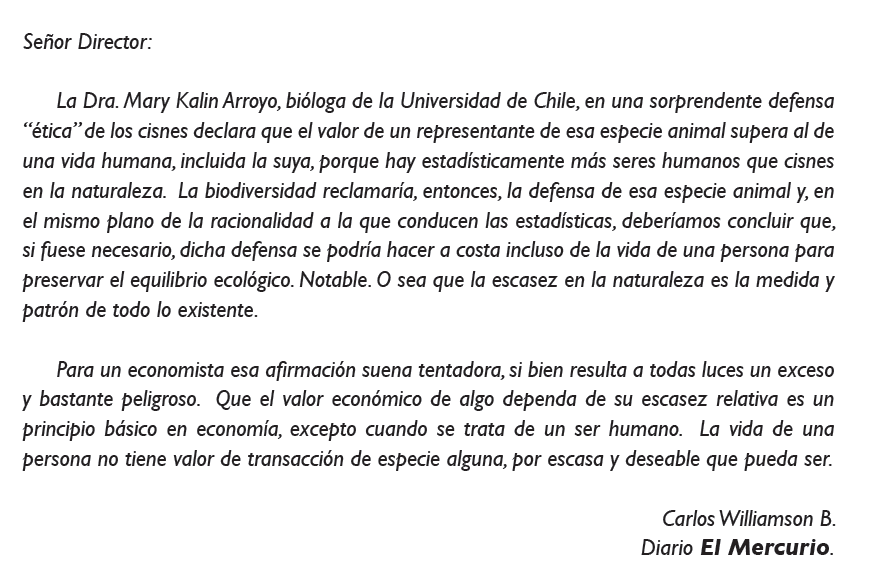 Señor Director:
La Dra. Mary Kalin Arroyo, bióloga de la Universidad de Chile, en una sorprendente defensa
“ética” de los cisnes declara que el valor de un representante de esa especie animal supera al de
una vida humana, incluida la suya, porque hay estadísticamente más seres humanos que cisnes
en la naturaleza. La biodiversidad reclamaría, entonces, la defensa de esa especie animal y, en
el mismo plano de la racionalidad a la que conducen las estadísticas, deberíamos concluir que,
si fuese necesario, dicha defensa se podría hacer a costa incluso de la vida de una persona para
preservar el equilibrio ecológico. Notable. O sea que la escasez en la naturaleza es la medida y
patrón de todo lo existente.
Para un economista esa afirmación suena tentadora, si bien resulta a todas luces un exceso
y bastante peligroso. Que el valor económico de algo dependa de su escasez relativa es un
principio básico en economía, excepto cuando se trata de un ser humano. La vida de una
persona no tiene valor de transacción de especie alguna, por escasa y deseable que pueda ser.
Carlos Williamson B.
Diario El Mercurio.